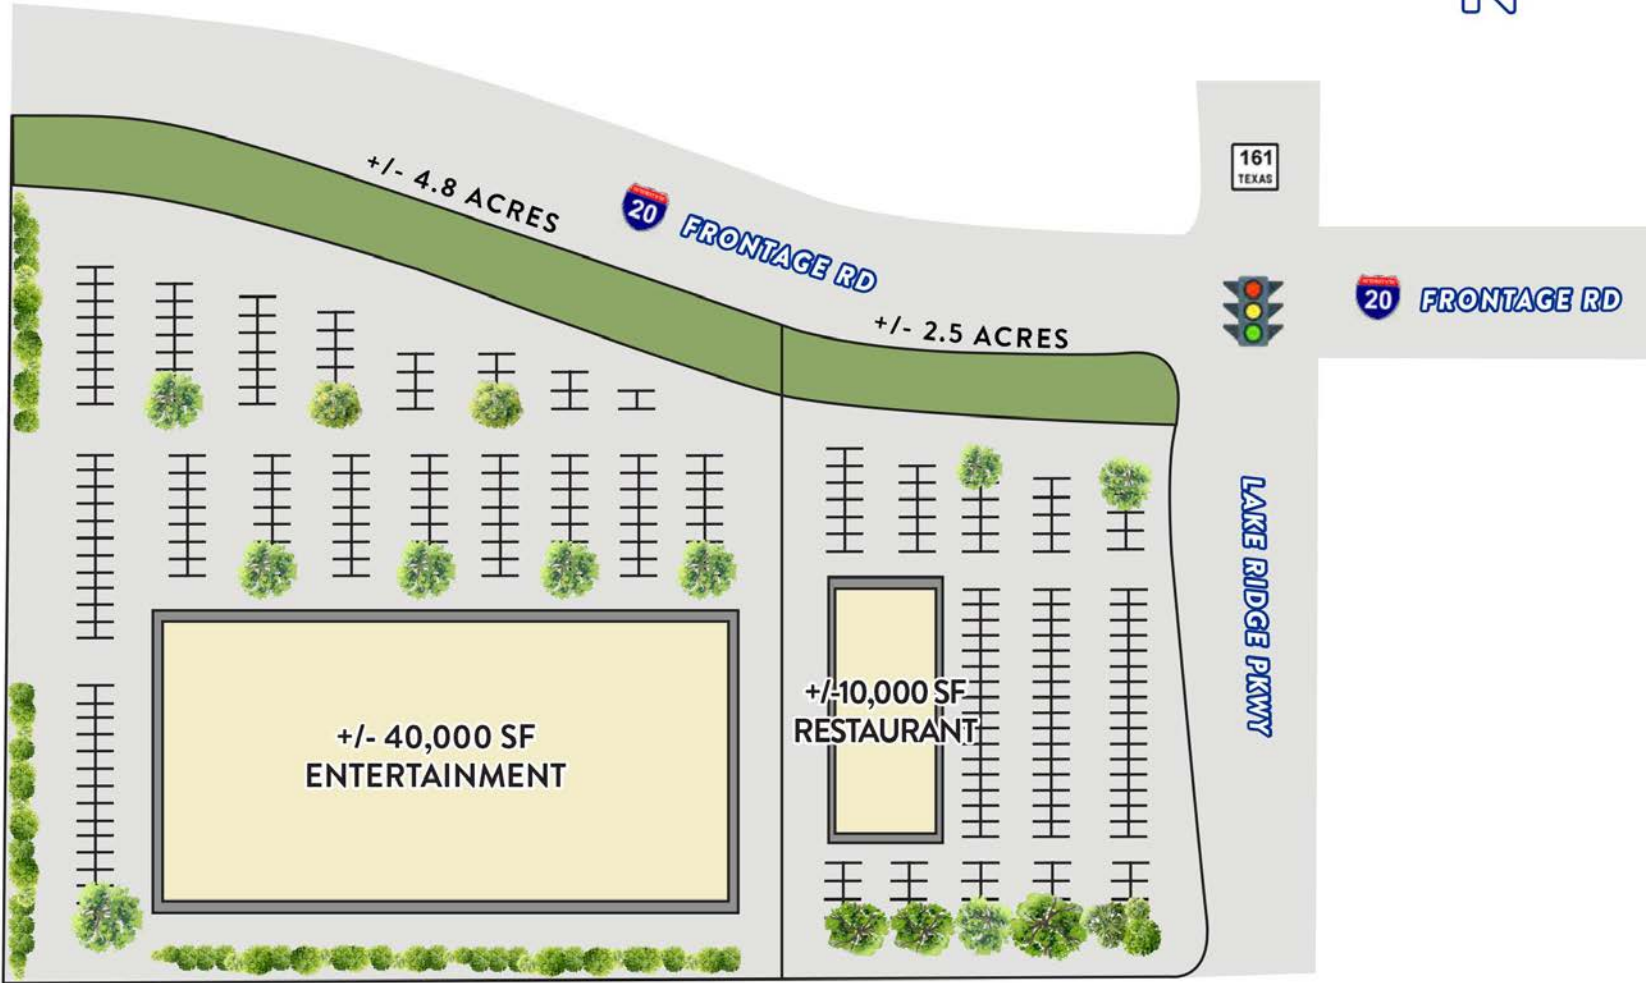 161
TEXAS
+/- 4.8 ACRES
20
FRONTAGE RD
20
FRONTAGE RD
+/- 2.5 ACRES
LAKE RIDGE PKWY
+/-10,000 SF
RESTAURANT
+/- 40,000 SF
ENTERTAINMENT